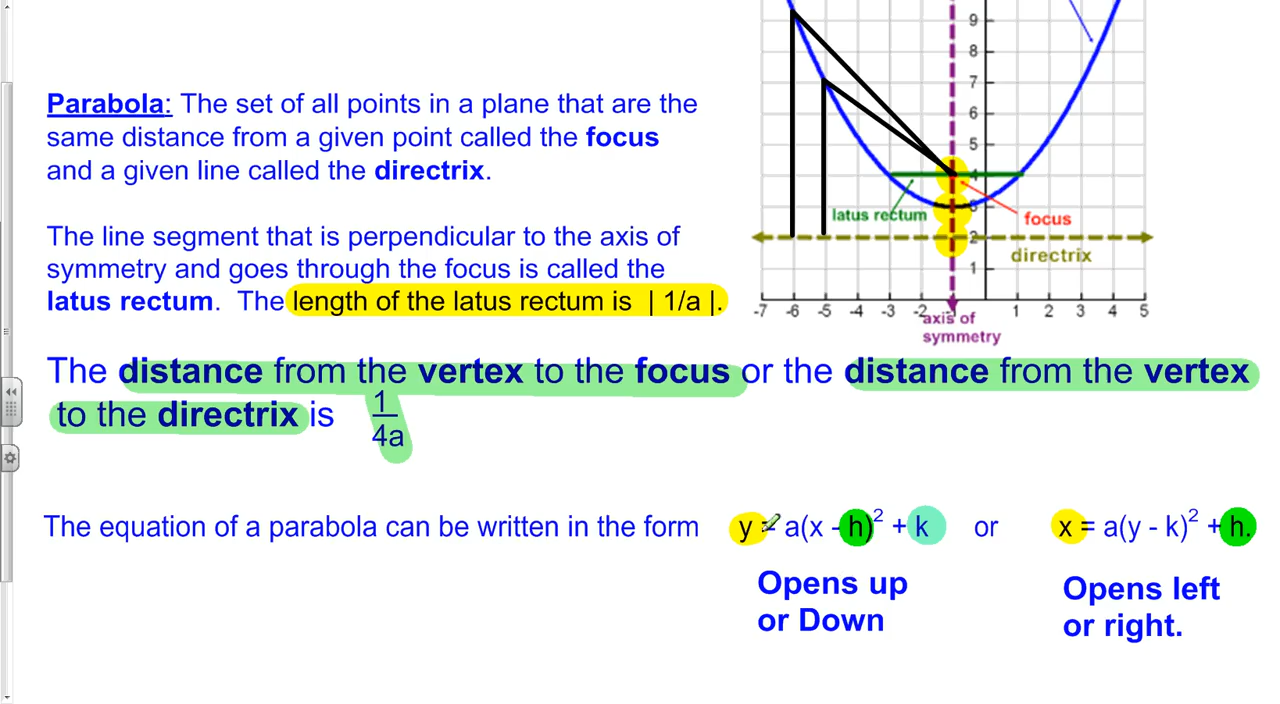 Parabola: The set of all points in a plane that are the
same distance from a given point called the focus
and a given line called the directrix.
The line segment that is perpendicular to the axis of
symmetry and goes through the focus is called the
latus rectum. The length of the latus rectum is | 1/a |.
9
8
7
6
5
4
3
2
1
latus rectum
focus
directrix
-7 -6 -5 -4 -3 -2 -1 1 2 3 4 5
axis of
symmetry
The distance from the vertex to the focus or the distance from the vertex
to the directrix is 1/4a
The equation of a parabola can be written in the form y = a(x - h)² + k or x = a(y - k)² + h.
Opens up
or Down
Opens left
or right.